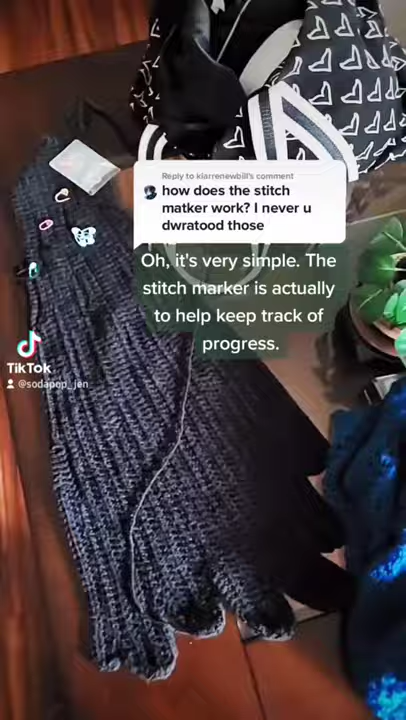 Reply to kiarrenewbill's comment
how does the stitch
matker work? I never u
dwratood those
Oh, it's very simple. The
stitch marker is actually
to help keep track of
progress.
TikTok
@sodapop_jen